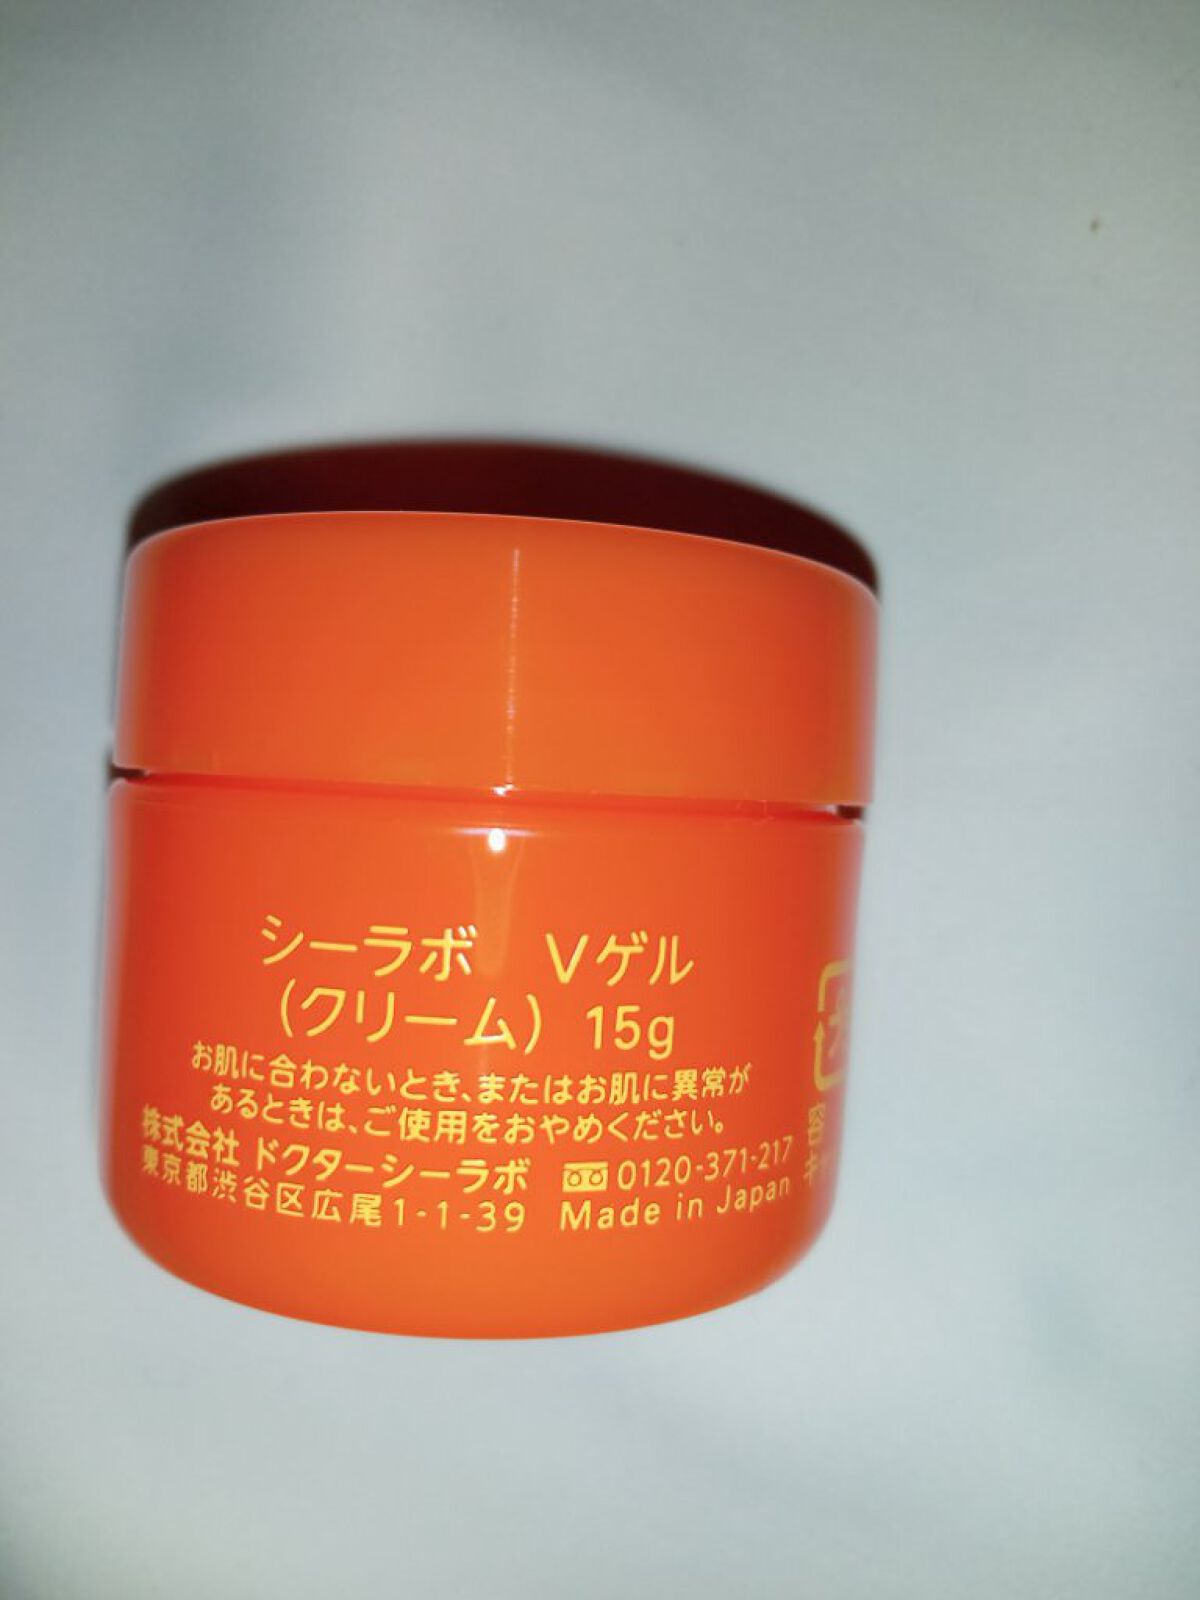 シーラボ Vゲル
(クリーム) 15g
お肌に合わないとき、またはお肌に異常が
あるときは、ご使用をおやめください。
株式会社 ドクターシーラボ 0120-371-217
東京都渋谷区広尾1-1-39 Made in Japan
容